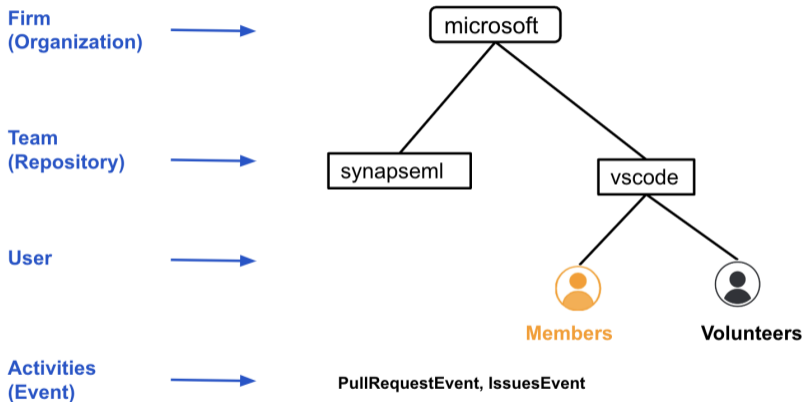 Firm
(Organization)
microsoft
Team
(Repository)
synapseml
vscode
User
Members
Volunteers
Activities
(Event)
PullRequestEvent, IssuesEvent